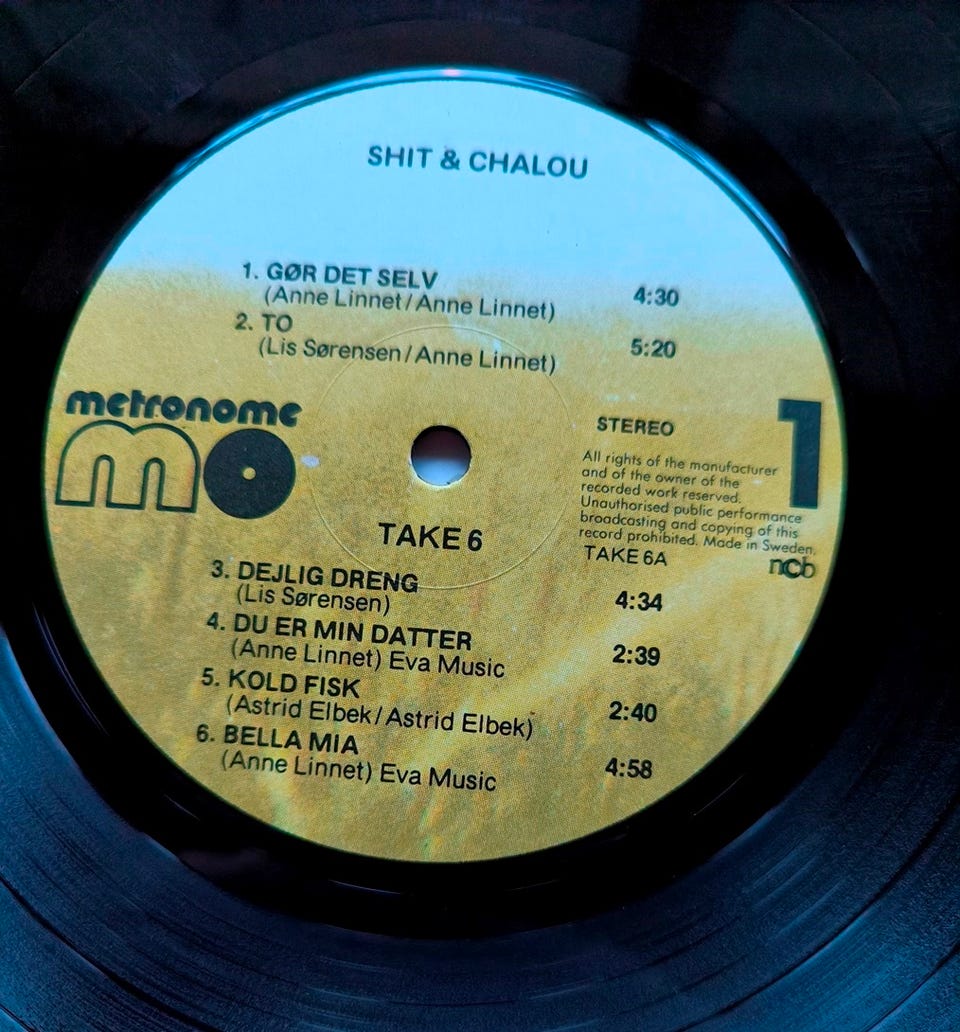 SHIT & CHALOU
1. GØR DET SELV 4:30
(Anne Linnet/Anne Linnet)
2. TO 5:20
(Lis Sørensen/Anne Linnet)
metronome
mo
STEREO
1
All rights of the manufacturer
and of the owner of the
recorded work reserved.
Unauthorised public performance
broadcasting and copying of this
record prohibited. Made in Sweden.
TAKE 6
TAKE 6A
ncb
3. DEJLIG DRENG 4:34
(Lis Sørensen)
4. DU ER MIN DATTER 2:39
(Anne Linnet) Eva Music
5. KOLD FISK 2:40
(Astrid Elbek/Astrid Elbek)
6. BELLA MIA 4:58
(Anne Linnet) Eva Music